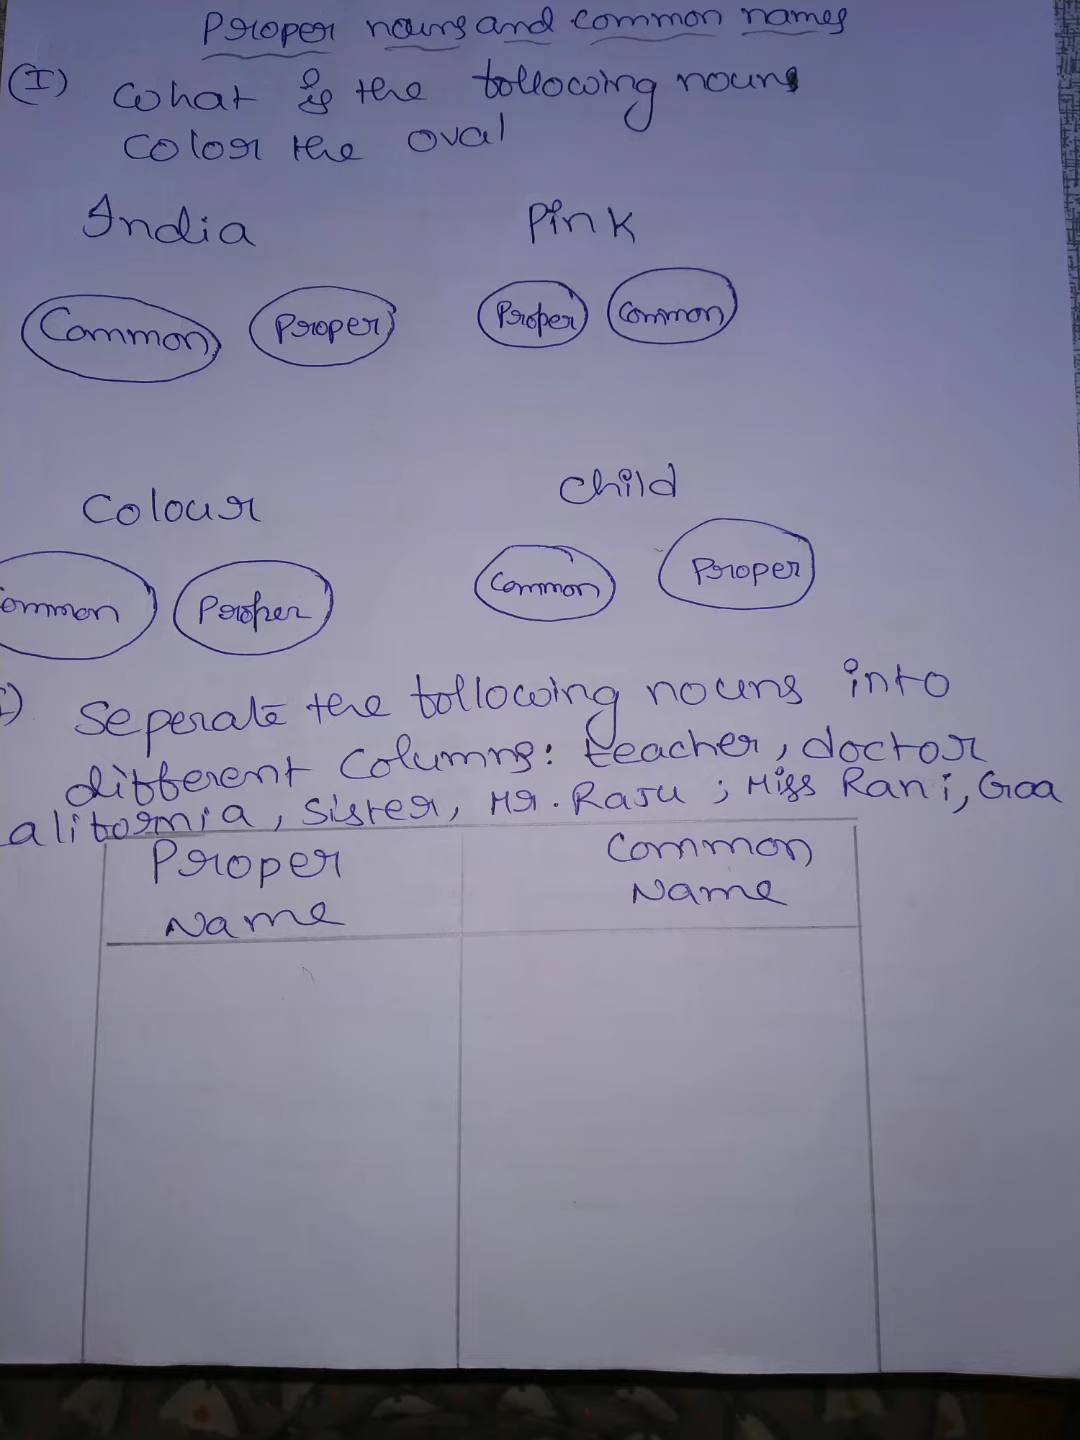 Proper nouns and common names
(I) What is the following nouns
Color the oval
India Pink
Common Proper Proper Common
Colour Child
ommon Proper Common Proper
) Seperate the following nouns into
different columns: teacher, doctor
alifornia, Sister, Mr. Raju ; Miss Rani, Goa
Proper Common
Name Name